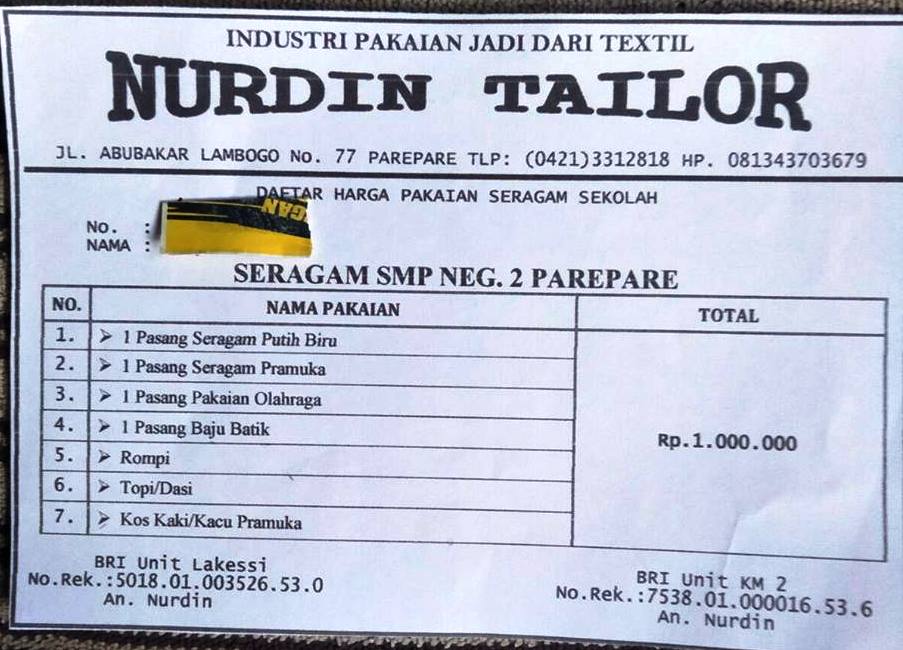 INDUSTRI PAKAIAN JADI DARI TEXTIL
NURDIN TAILOR
JL. ABUBAKAR LAMBOGO No. 77 PAREPARE TLP: (0421)3312818 HP. 081343703679
DAFTAR HARGA PAKAIAN SERAGAM SEKOLAH
No. :
NAMA :
SERAGAM SMP NEG. 2 PAREPARE
NO. NAMA PAKAIAN TOTAL
1. ➢ 1 Pasang Seragam Putih Biru
2. ➢ 1 Pasang Seragam Pramuka
3. ➢ 1 Pasang Pakaian Olahraga
4. ➢ 1 Pasang Baju Batik
Rp.1.000.000
5. ➢ Rompi
6. ➢ Topi/Dasi
7. ➢ Kos Kaki/Kacu Pramuka
BRI Unit Lakessi
No.Rek.:5018.01.003526.53.0
An. Nurdin
BRI Unit KM 2
No.Rek.:7538.01.000016.53.6
An. Nurdin